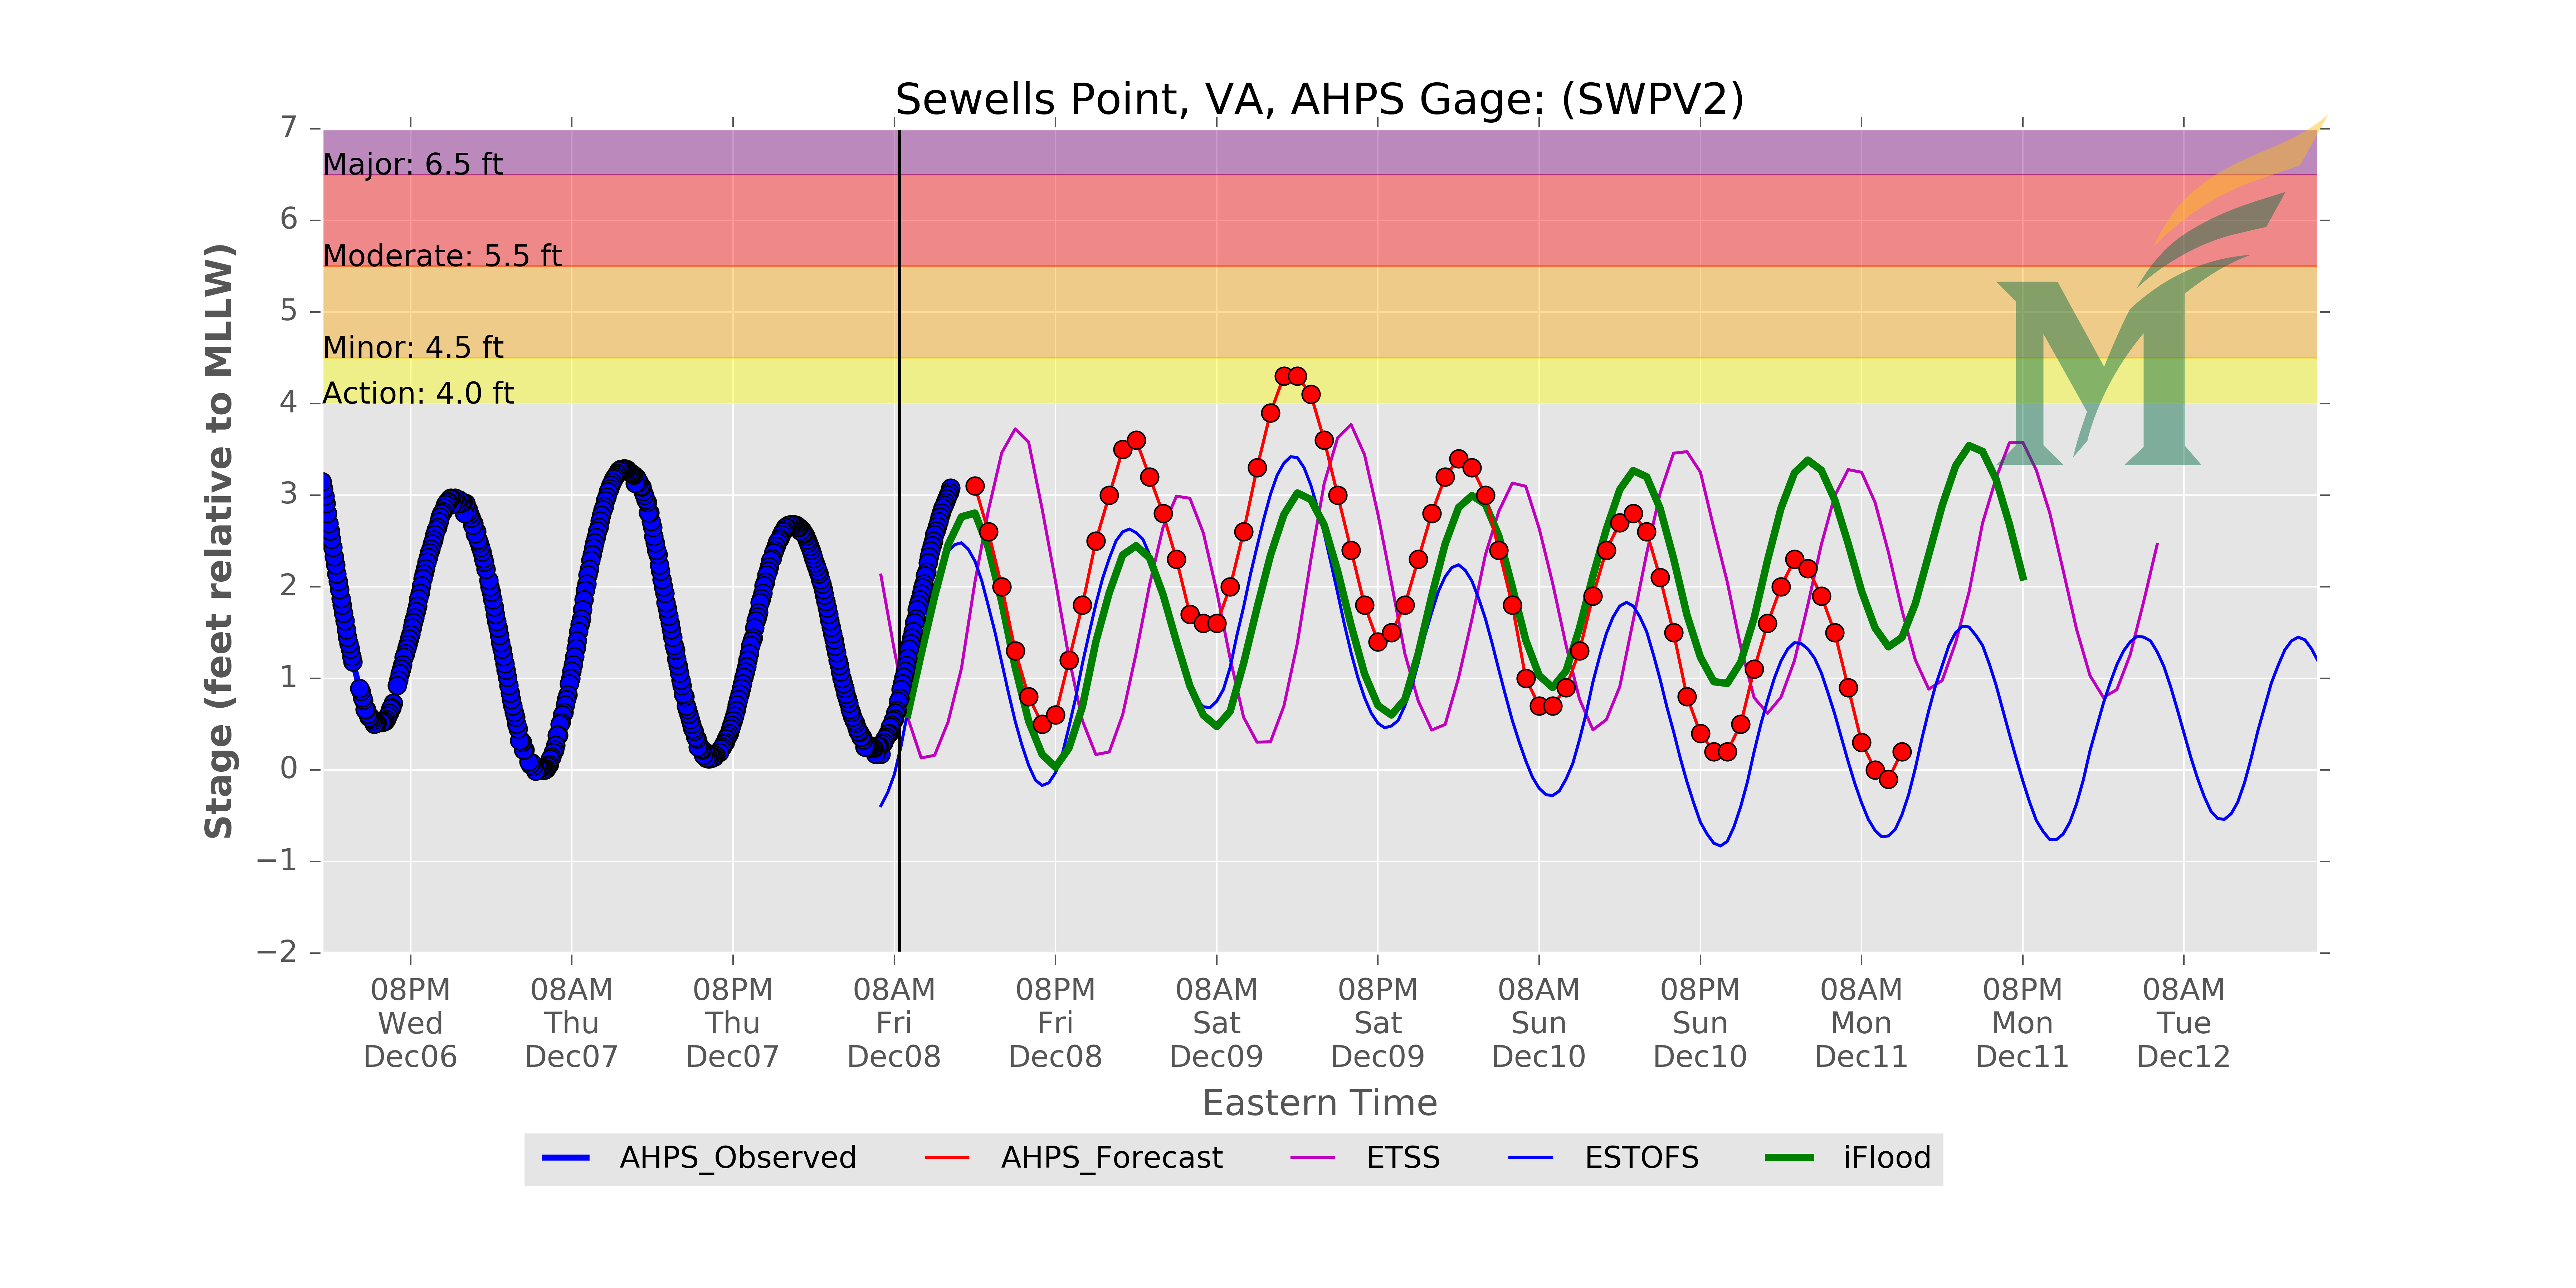 Sewells Point, VA, AHPS Gage: (SWPV2)
Stage (feet relative to MLLW)
7
6
5
4
3
2
1
0
−1
−2
Major: 6.5 ft
Moderate: 5.5 ft
Minor: 4.5 ft
Action: 4.0 ft
M
08PM 08AM 08PM 08AM 08PM 08AM 08PM 08AM 08PM 08AM 08PM 08AM
Wed Thu Thu Fri Fri Sat Sat Sun Sun Mon Mon Tue
Dec06 Dec07 Dec07 Dec08 Dec08 Dec09 Dec09 Dec10 Dec10 Dec11 Dec11 Dec12
Eastern Time
AHPS_Observed AHPS_Forecast ETSS ESTOFS iFlood